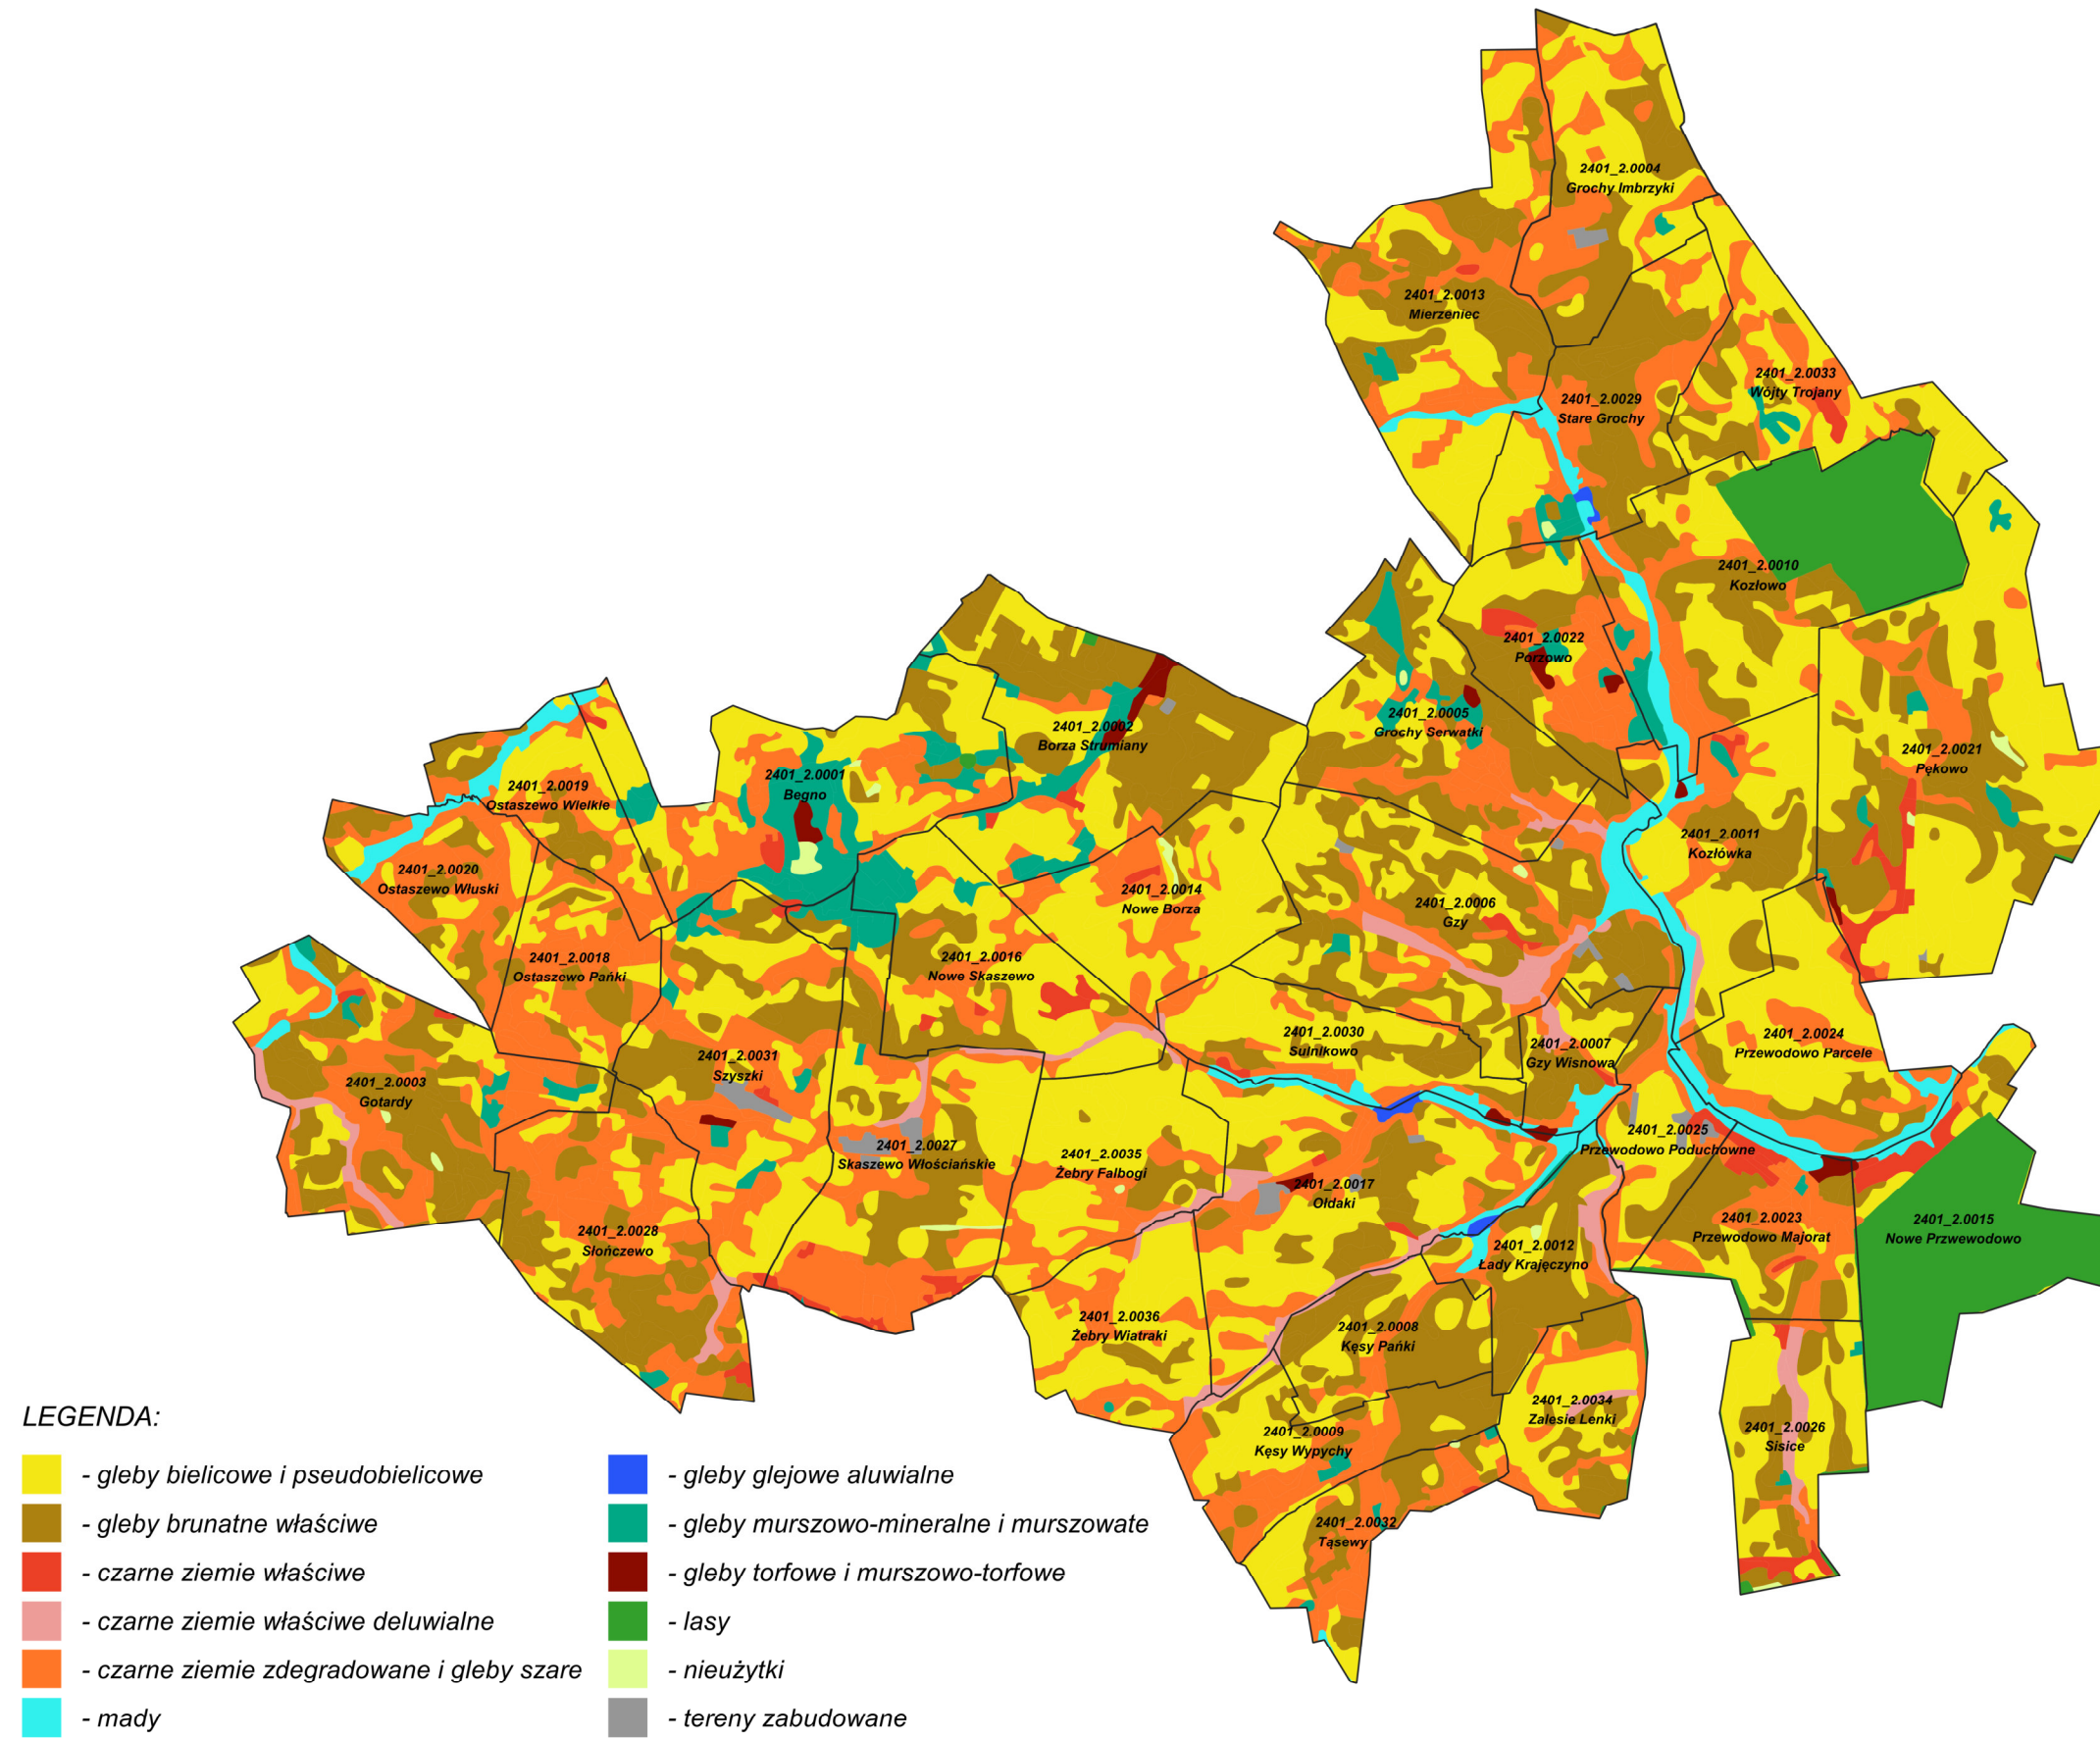 2401_2.0004
Grochy Imbrzyki
2401_2.0013
Mierzeniec
2401_2.0033
Wójty Trojany
2401_2.0029
Stare Grochy
2401_2.0010
Kozłowo
2401_2.0022
Porzowo
2401_2.0005
Grochy Serwatki
2401_2.0002
Borza Strumiany
2401_2.0021
Pękowo
2401_2.0001
Begno
2401_2.0019
Ostaszewo Wielkie
2401_2.0011
Kozłówka
2401_2.0020
Ostaszewo Włuski
2401_2.0014
Nowe Borza
2401_2.0006
Gzy
2401_2.0018
Ostaszowo Pańki
2401_2.0016
Nowe Skaszewo
2401_2.0030
Sulnikowo
2401_2.0007
Gzy Wisnowa
2401_2.0024
Przewodowo Parcele
2401_2.0031
Szyszki
2401_2.0003
Gotardy
2401_2.0025
Przewodowo Poduchowne
2401_2.0027
Skaszewo Włościańskie
2401_2.0035
Żebry Falbogi
2401_2.0017
Ołdaki
2401_2.0023
Przewodowo Majorat
2401_2.0015
Nowe Przwewodowo
2401_2.0028
Słończewo
2401_2.0012
Łady Krajęczyno
2401_2.0036
Żebry Wiatraki
2401_2.0008
Kęsy Pańki
2401_2.0034
Zalesie Lenki
2401_2.0009
Kęsy Wypychy
2401_2.0026
Sisice
2401_2.0032
Tąsewy
LEGENDA:
- gleby bielicowe i pseudobielicowe
- gleby brunatne właściwe
- czarne ziemie właściwe
- czarne ziemie właściwe deluwialne
- czarne ziemie zdegradowane i gleby szare
- mady
- gleby glejowe aluwialne
- gleby murszowo-mineralne i murszowate
- gleby torfowe i murszowo-torfowe
- lasy
- nieużytki
- tereny zabudowane